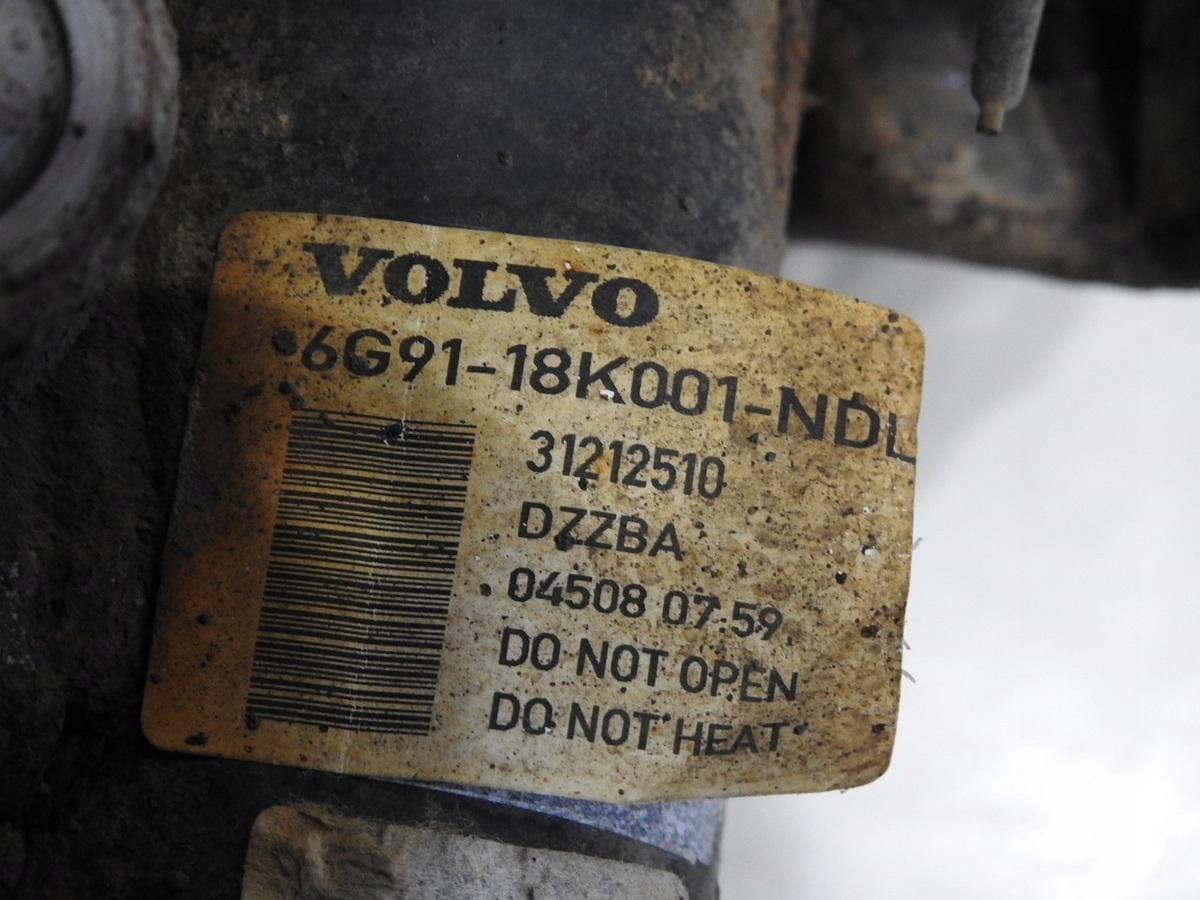 VOLVO
6G91-18K001-NDL
31212510
DZZBA
04508 07:59
DO NOT OPEN
DO NOT HEAT